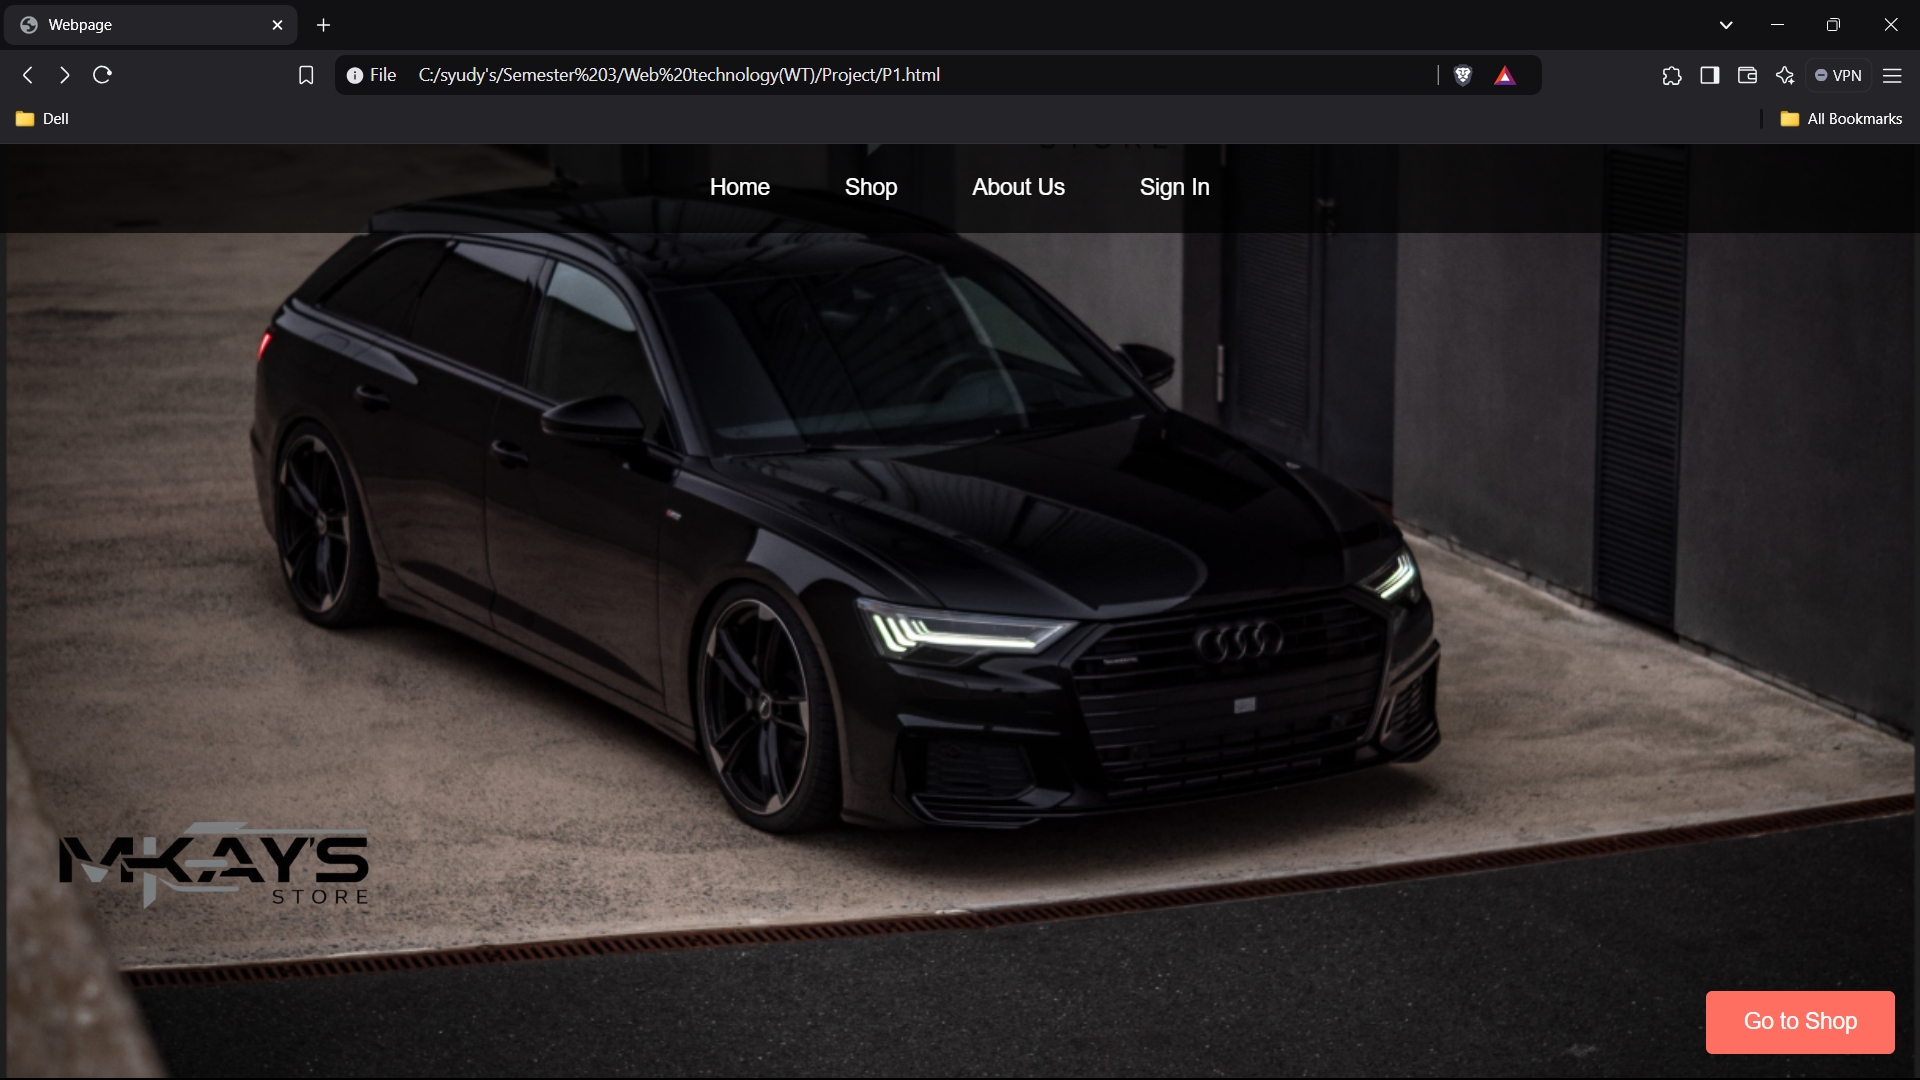 Webpage
File C:/syudy's/Semester%203/Web%20technology(WT)/Project/P1.html
VPN
Dell
All Bookmarks
STORE
Home Shop About Us Sign In
MKAY'S
STORE
Go to Shop